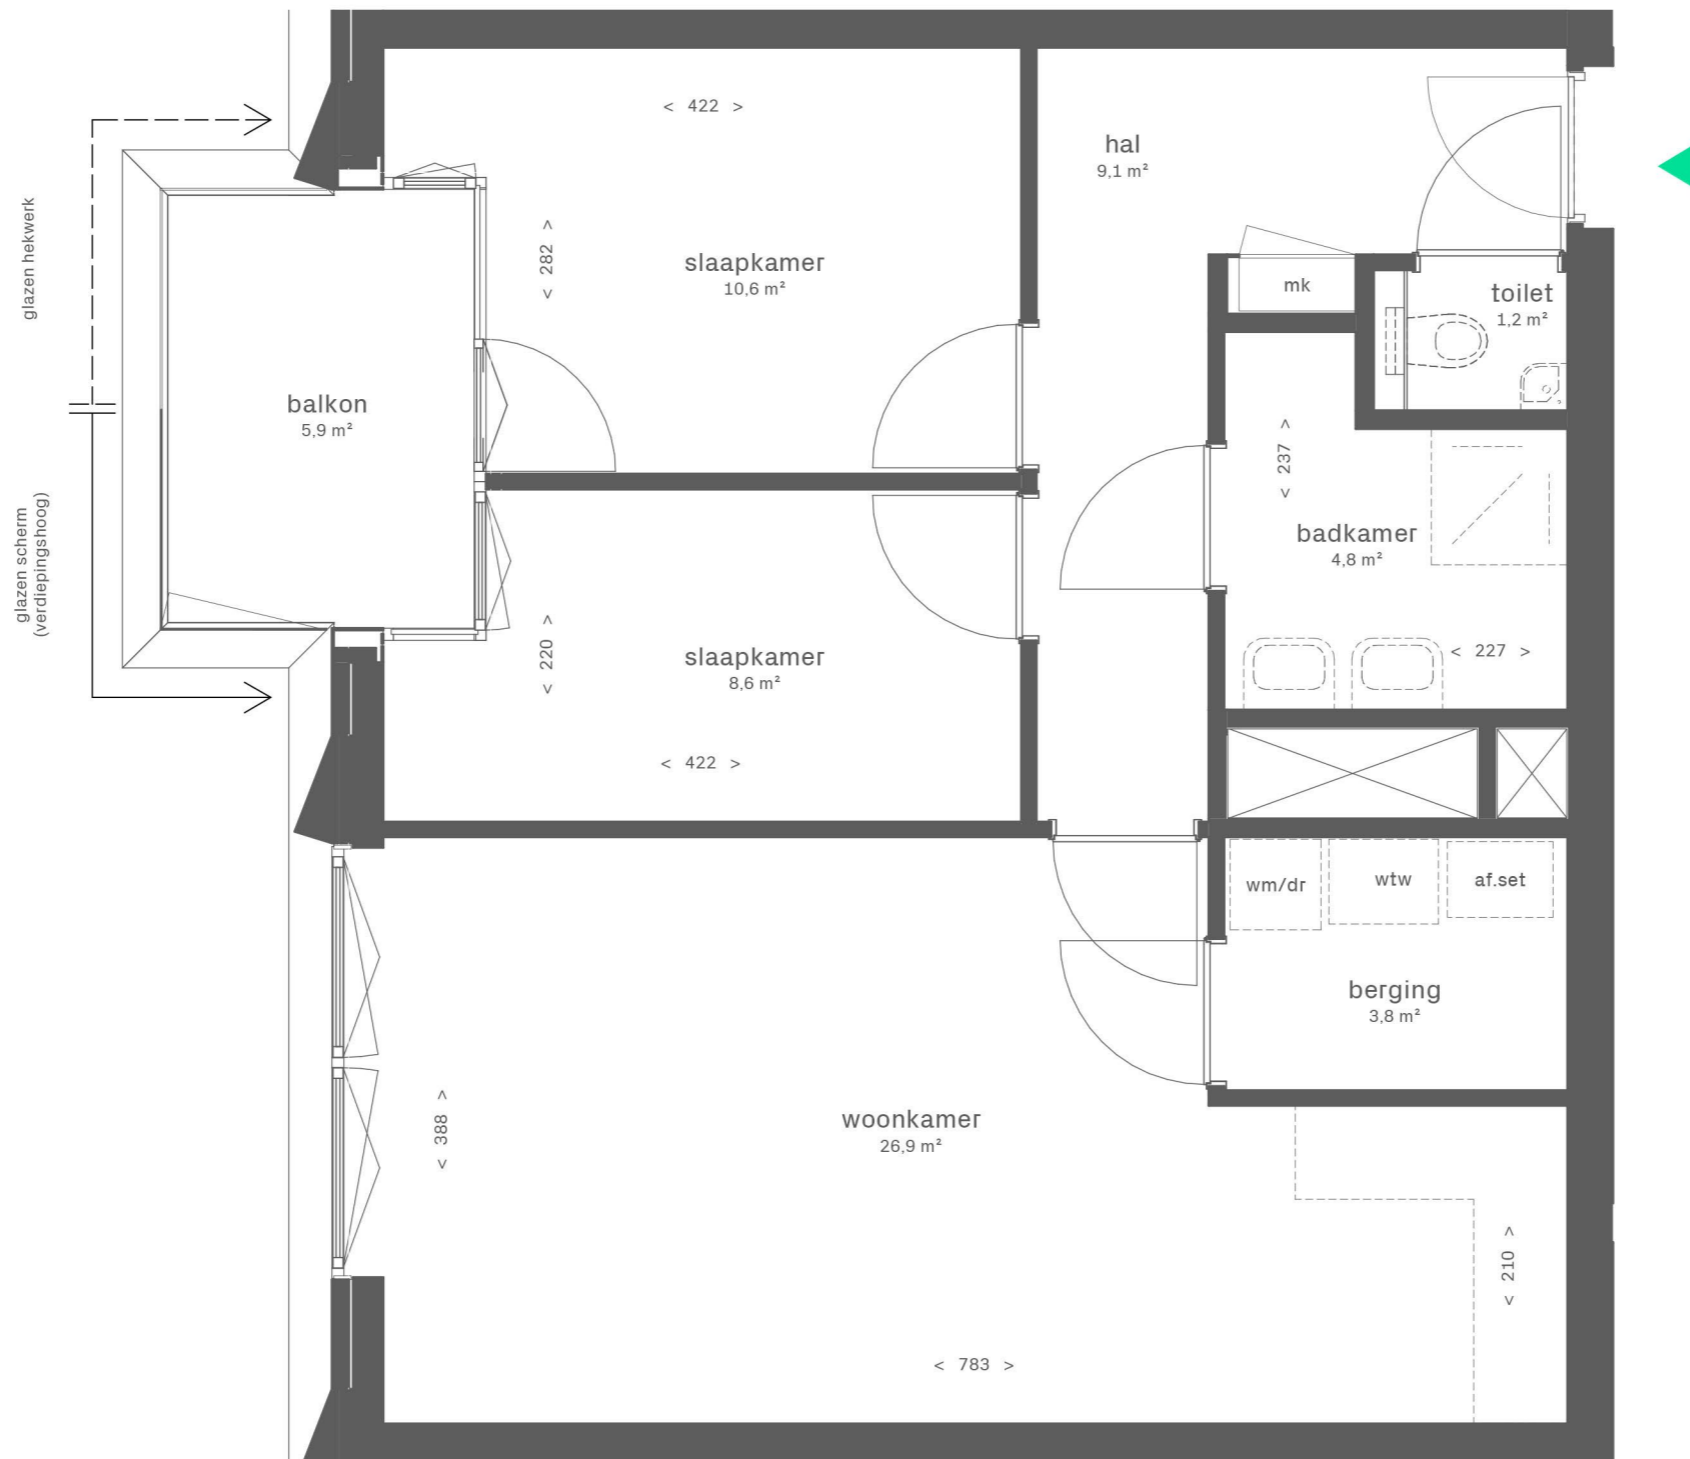 < 422 >
hal
9,1 m²
glazen hekwerk
< 282 >
slaapkamer
10,6 m²
mk
toilet
1,2 m²
balkon
5,9 m²
< 237 >
badkamer
4,8 m²
glazen scherm
(verdiepingshoog)
< 220 >
slaapkamer
8,6 m²
< 227 >
< 422 >
wm/dr
wtw
af.set
berging
3,8 m²
< 388 >
woonkamer
26,9 m²
< 210 >
< 783 >